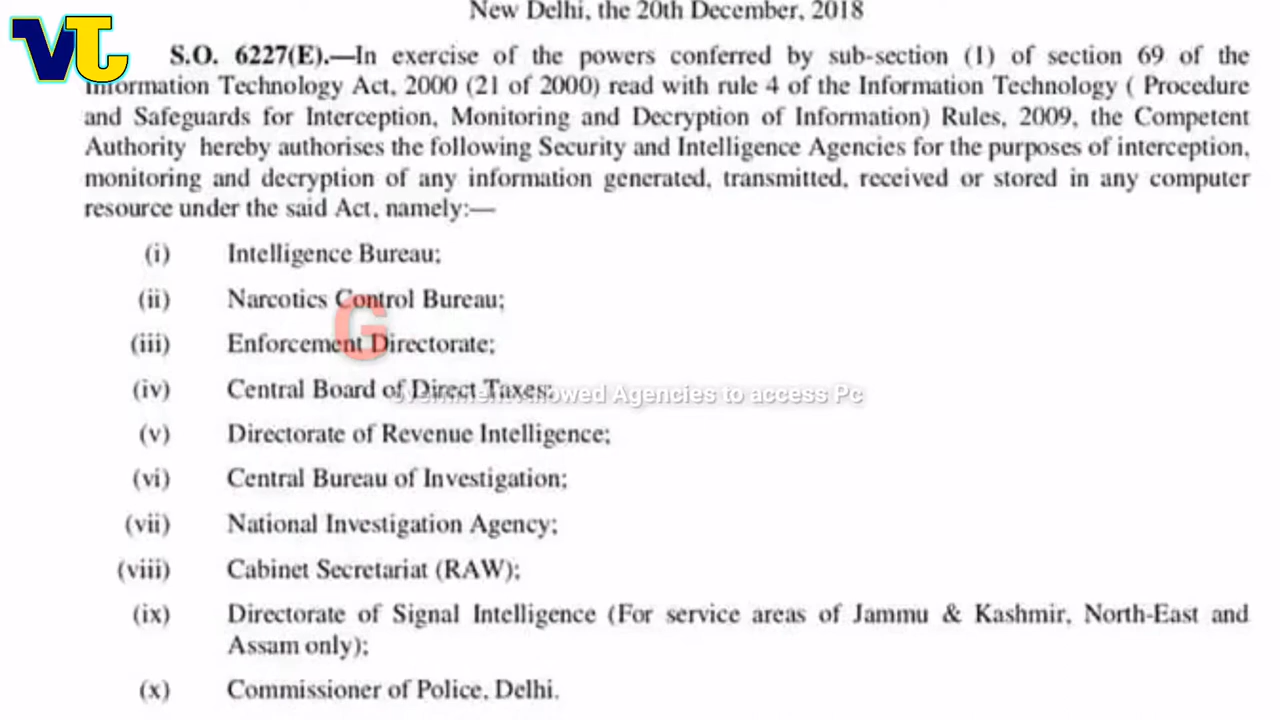 VT
New Delhi, the 20th December, 2018
S.O. 6227(E).—In exercise of the powers conferred by sub-section (1) of section 69 of the
Information Technology Act, 2000 (21 of 2000) read with rule 4 of the Information Technology ( Procedure
and Safeguards for Interception, Monitoring and Decryption of Information) Rules, 2009, the Competent
Authority hereby authorises the following Security and Intelligence Agencies for the purposes of interception,
monitoring and decryption of any information generated, transmitted, received or stored in any computer
resource under the said Act, namely:—
(i) Intelligence Bureau;
(ii) Narcotics Control Bureau;
G
(iii) Enforcement Directorate;
(iv) Central Board of Direct Taxes;
Agencies to access Pc
(v) Directorate of Revenue Intelligence;
(vi) Central Bureau of Investigation;
(vii) National Investigation Agency;
(viii) Cabinet Secretariat (RAW);
(ix) Directorate of Signal Intelligence (For service areas of Jammu & Kashmir, North-East and
Assam only);
(x) Commissioner of Police, Delhi.